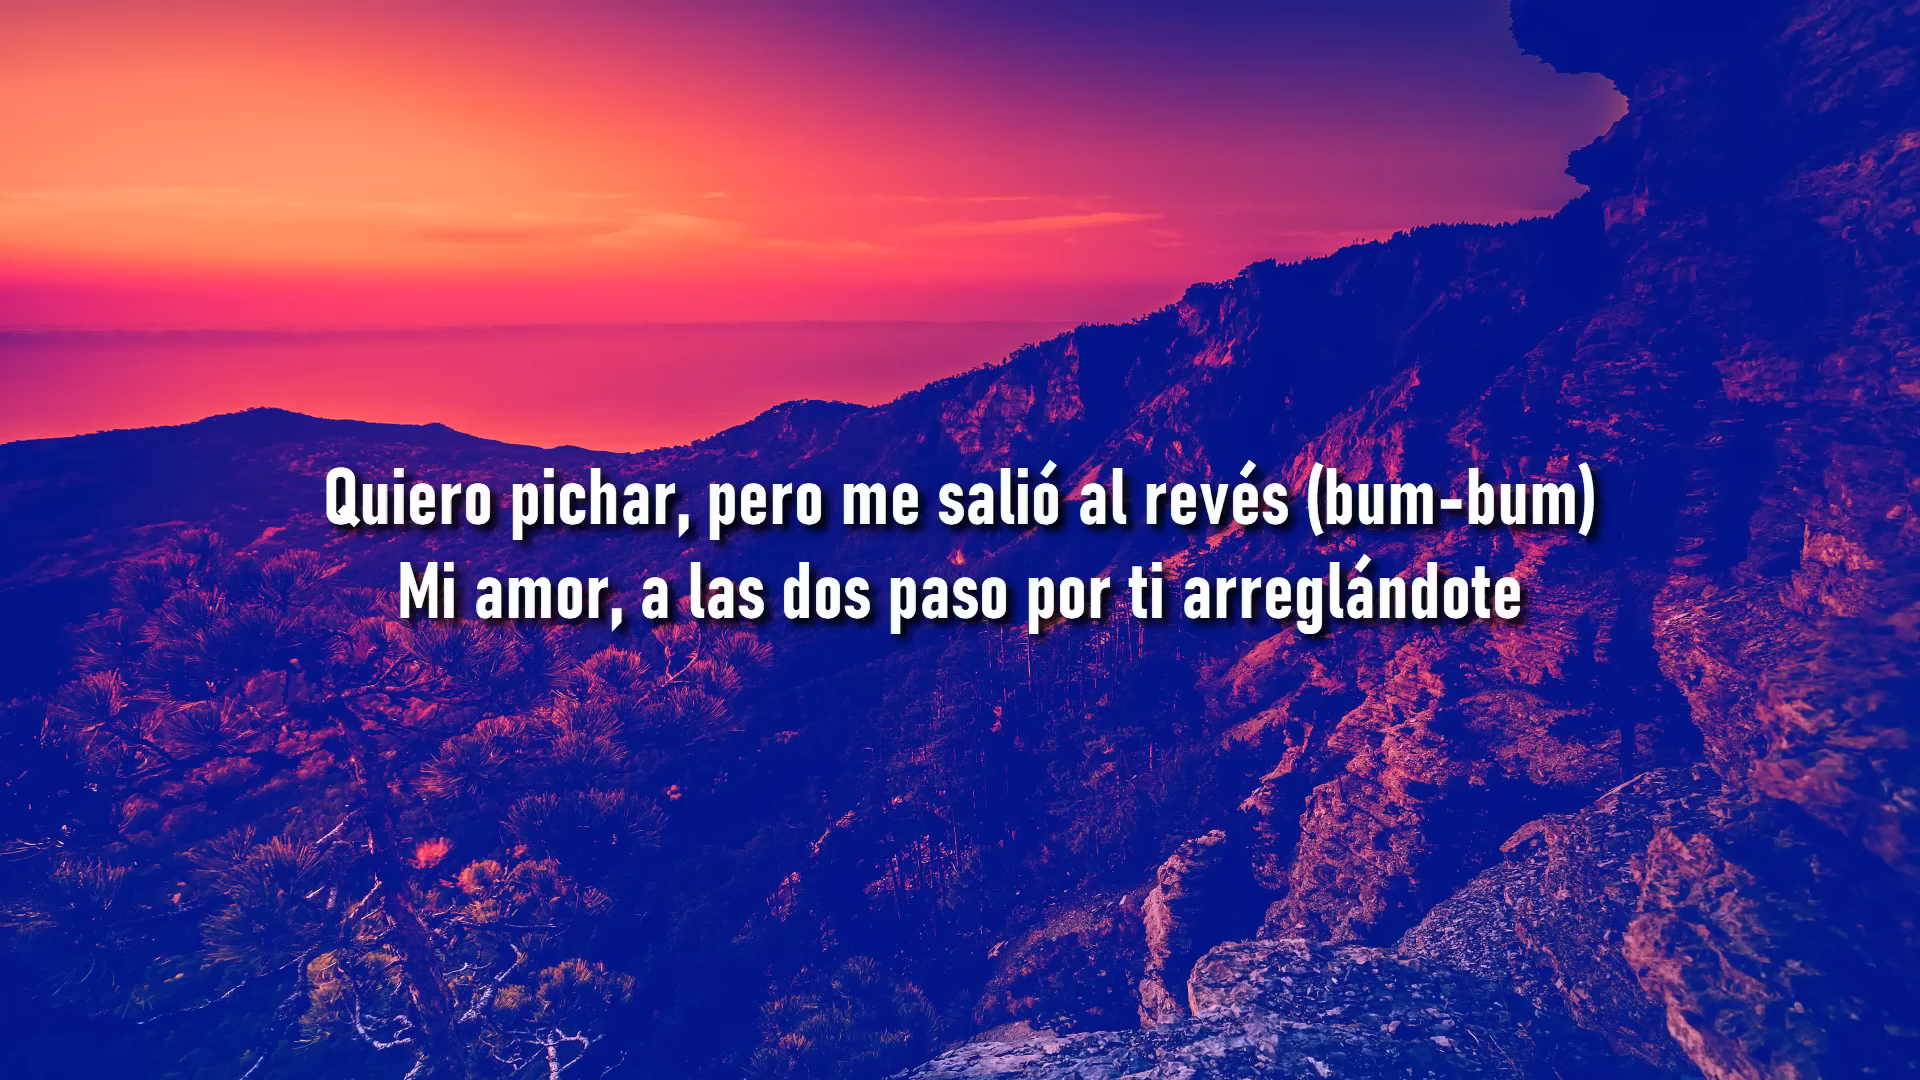 Quiero pichar, pero me salió al revés (bum-bum)
Mi amor, a las dos paso por ti arreglándote